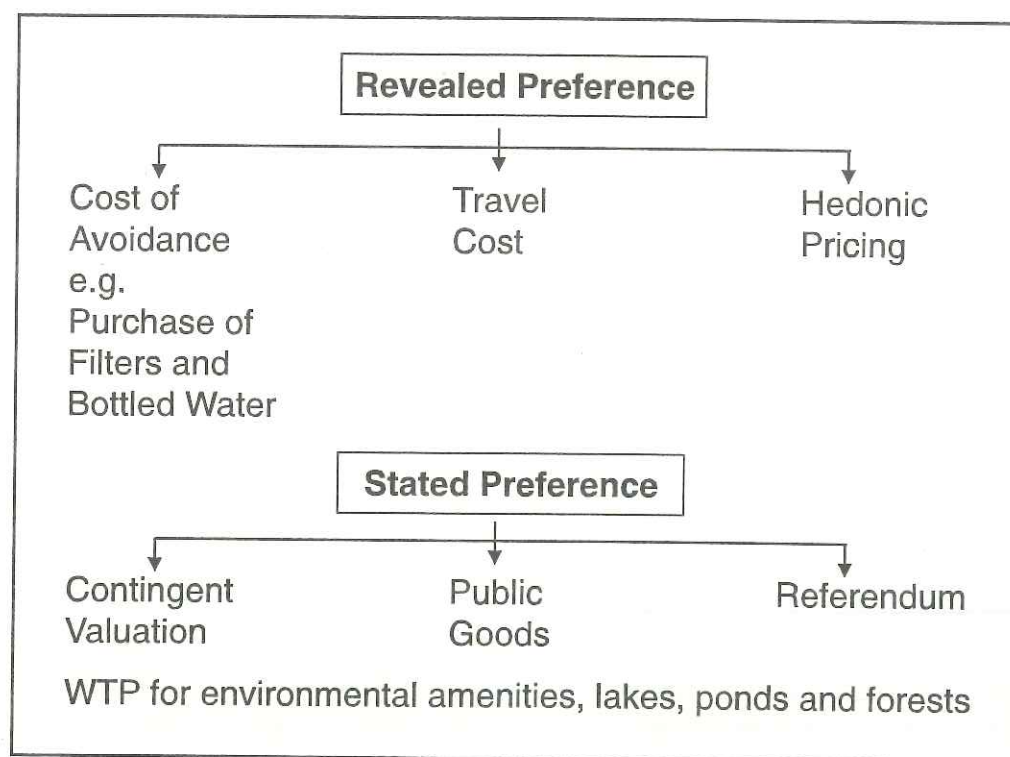 Revealed Preference
Cost of
Avoidance
e.g.
Purchase of
Filters and
Bottled Water
Travel
Cost
Hedonic
Pricing
Stated Preference
Contingent
Valuation
Public
Goods
Referendum
WTP for environmental amenities, lakes, ponds and forests